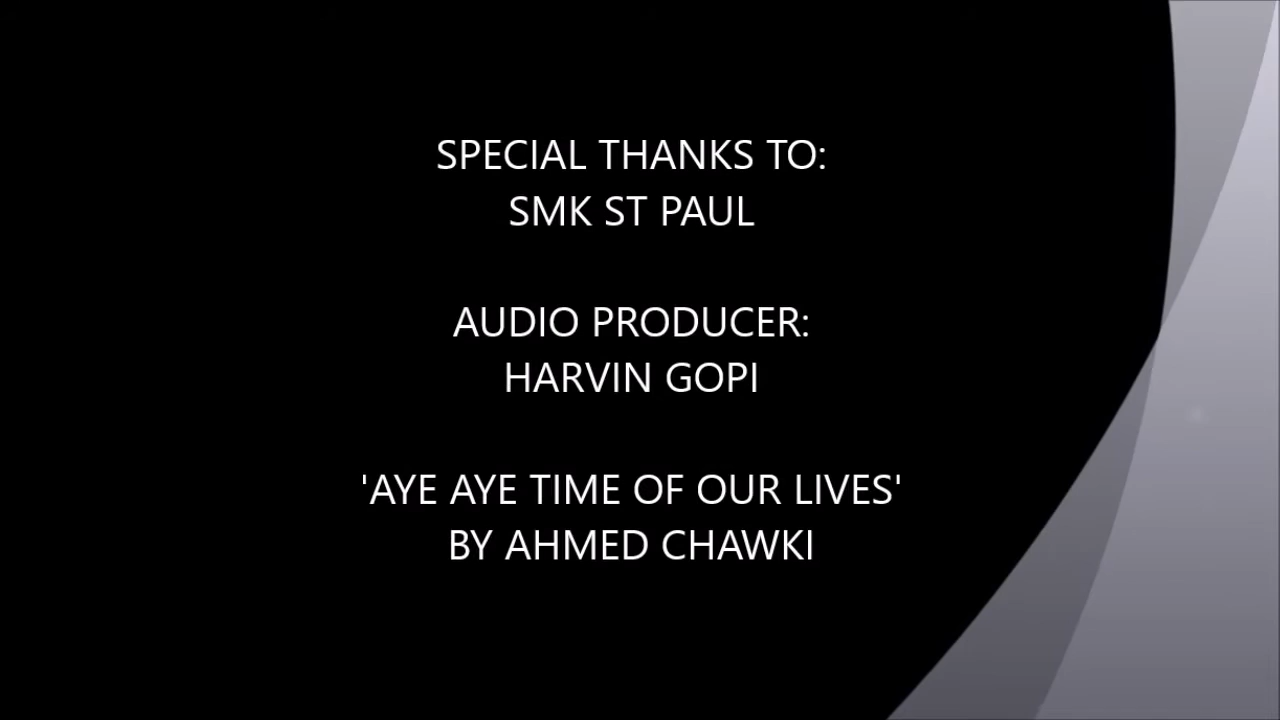 SPECIAL THANKS TO:
SMK ST PAUL
AUDIO PRODUCER:
HARVIN GOPI
'AYE AYE TIME OF OUR LIVES'
BY AHMED CHAWKI